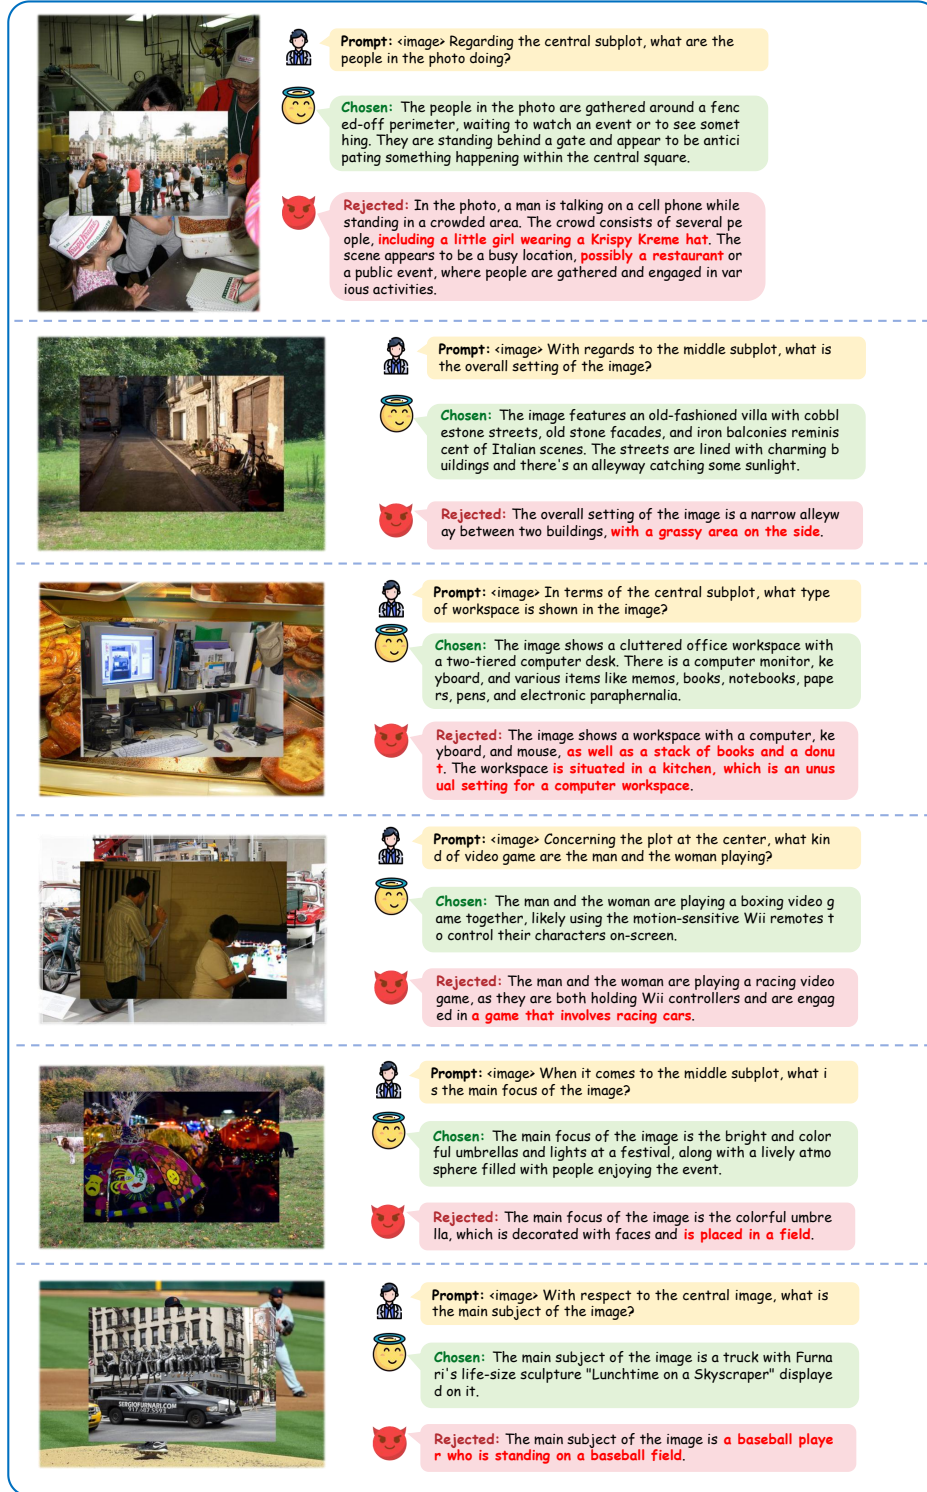 Prompt: <image> Regarding the central subplot, what are the
people in the photo doing?
Chosen: The people in the photo are gathered around a fenc
ed-off perimeter, waiting to watch an event or to see somet
hing. They are standing behind a gate and appear to be antici
pating something happening within the central square.
Rejected: In the photo, a man is talking on a cell phone while
standing in a crowded area. The crowd consists of several pe
ople, including a little girl wearing a Krispy Kreme hat. The
scene appears to be a busy location, possibly a restaurant or
a public event, where people are gathered and engaged in var
ious activities.
Prompt: <image> With regards to the middle subplot, what is
the overall setting of the image?
Chosen: The image features an old-fashioned villa with cobbl
estone streets, old stone facades, and iron balconies reminis
cent of Italian scenes. The streets are lined with charming b
uildings and there's an alleyway catching some sunlight.
Rejected: The overall setting of the image is a narrow alleyw
ay between two buildings, with a grassy area on the side.
Prompt: <image> In terms of the central subplot, what type
of workspace is shown in the image?
Chosen: The image shows a cluttered office workspace with
a two-tiered computer desk. There is a computer monitor, ke
yboard, and various items like memos, books, notebooks, pape
rs, pens, and electronic paraphernalia.
Rejected: The image shows a workspace with a computer, ke
yboard, and mouse, as well as a stack of books and a donu
t. The workspace is situated in a kitchen, which is an unus
ual setting for a computer workspace.
Prompt: <image> Concerning the plot at the center, what kin
d of video game are the man and the woman playing?
Chosen: The man and the woman are playing a boxing video g
ame together, likely using the motion-sensitive Wii remotes t
o control their characters on-screen.
Rejected: The man and the woman are playing a racing video
game, as they are both holding Wii controllers and are engag
ed in a game that involves racing cars.
Prompt: <image> When it comes to the middle subplot, what i
s the main focus of the image?
Chosen: The main focus of the image is the bright and color
ful umbrellas and lights at a festival, along with a lively atmo
sphere filled with people enjoying the event.
Rejected: The main focus of the image is the colorful umbre
lla, which is decorated with faces and is placed in a field.
Prompt: <image> With respect to the central image, what is
the main subject of the image?
SERGIOFURNARI.COM
917.687.5593
Chosen: The main subject of the image is a truck with Furna
ri's life-size sculpture "Lunchtime on a Skyscraper" displaye
d on it.
Rejected: The main subject of the image is a baseball playe
r who is standing on a baseball field.